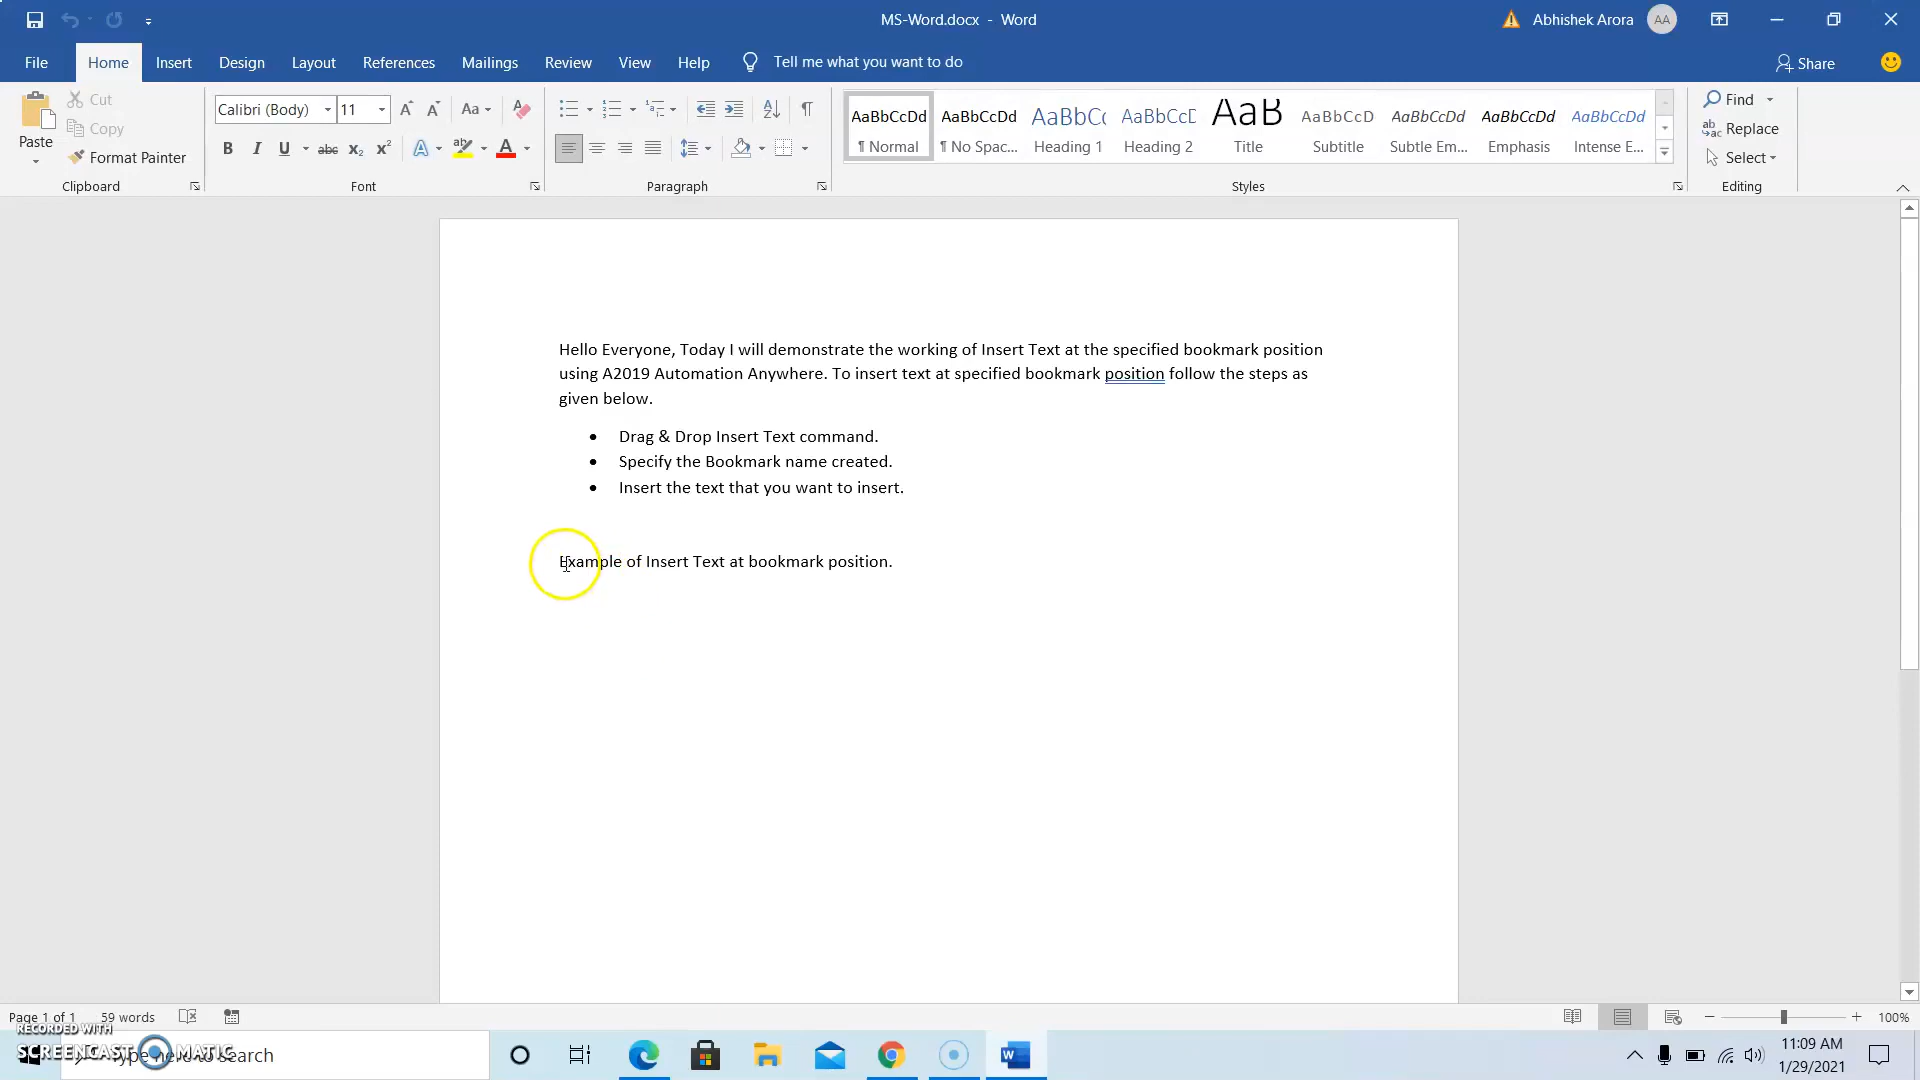 MS-Word.docx - Word
Abhishek Arora AA
File Home Insert Design Layout References Mailings Review View Help Tell me what you want to do Share
Paste
Cut
Copy
Format Painter
Clipboard
Calibri (Body) 11
Font
Paragraph
AaBbCcDd AaBbCcDd AaBbCc AaBbCcD AaB AaBbCcD AaBbCcDd AaBbCcDd AaBbCcDd
¶ Normal ¶ No Spac... Heading 1 Heading 2 Title Subtitle Subtle Em... Emphasis Intense E...
Styles
Find
Replace
Select
Editing
Hello Everyone, Today I will demonstrate the working of Insert Text at the specified bookmark position
using A2019 Automation Anywhere. To insert text at specified bookmark position follow the steps as
given below.
• Drag & Drop Insert Text command.
• Specify the Bookmark name created.
• Insert the text that you want to insert.
Example of Insert Text at bookmark position.
Page 1 of 1 59 words
100%
RECORDED WITH
SCREENCAST MATIC
Type here to search
11:09 AM
1/29/2021